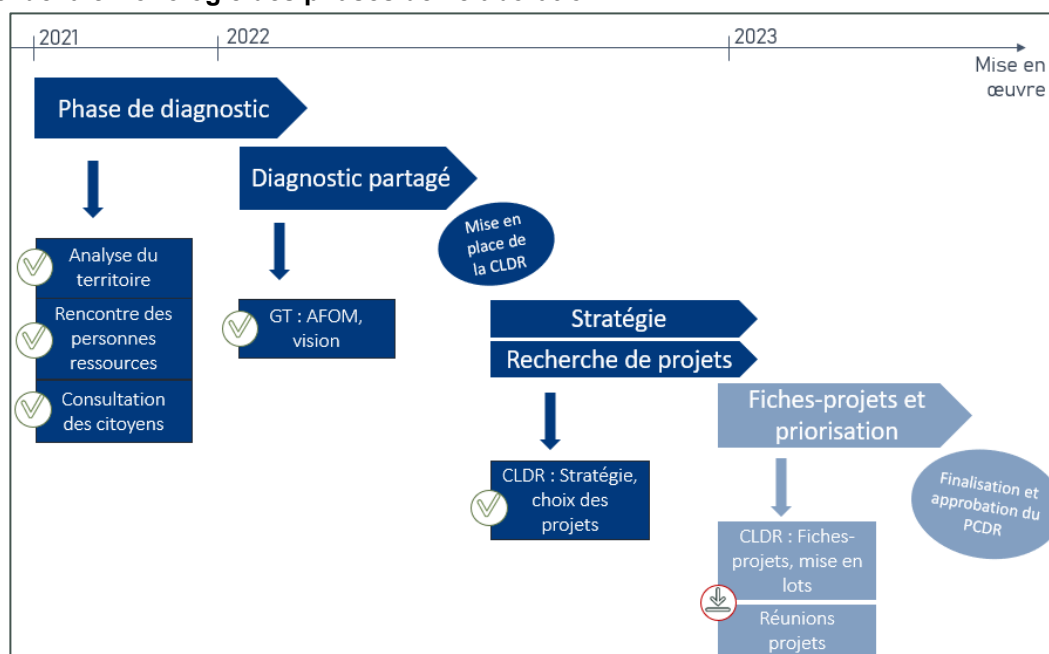 2021
2022
2023
Mise en
œuvre
Phase de diagnostic
Diagnostic partagé
Mise en
place de
la CLDR
Analyse du
territoire
Rencontre des
personnes
ressources
Consultation
des citoyens
GT : AFOM,
vision
Stratégie
Recherche de projets
Fiches-projets et
priorisation
CLDR : Stratégie,
choix des
projets
Finalisation et
approbation du
PCDR
CLDR : Fiches-
projets, mise en
lots
Réunions
projets